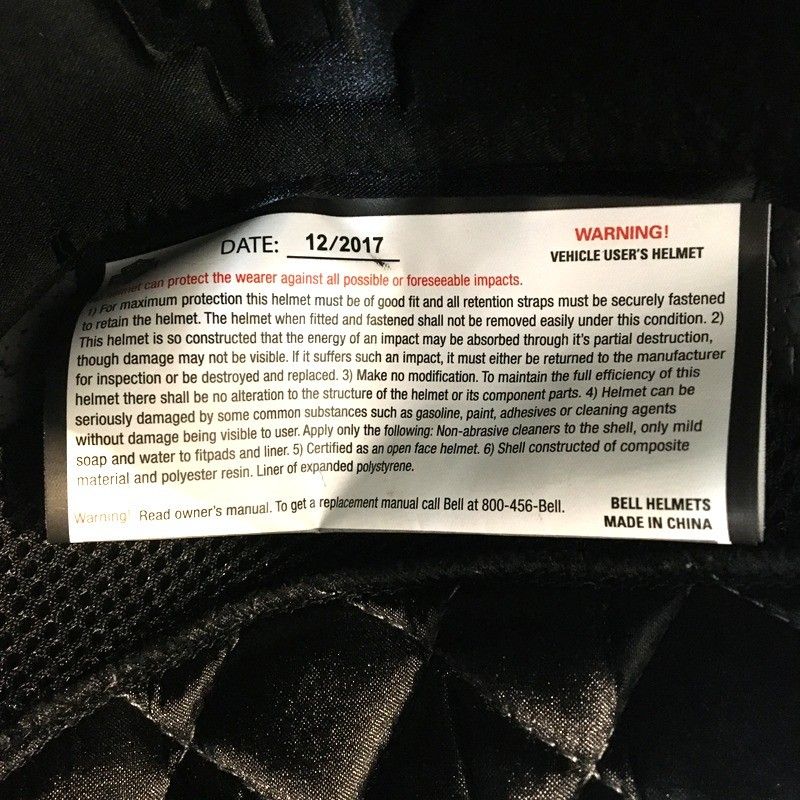 DATE: 12/2017
WARNING!
VEHICLE USER'S HELMET
can protect the wearer against all possible or foreseeable impacts.
1) For maximum protection this helmet must be of good fit and all retention straps must be securely fastened
to retain the helmet. The helmet when fitted and fastened shall not be removed easily under this condition. 2)
This helmet is so constructed that the energy of an impact may be absorbed through it's partial destruction,
though damage may not be visible. If it suffers such an impact, it must either be returned to the manufacturer
for inspection or be destroyed and replaced. 3) Make no modification. To maintain the full efficiency of this
helmet there shall be no alteration to the structure of the helmet or its component parts. 4) Helmet can be
seriously damaged by some common substances such as gasoline, paint, adhesives or cleaning agents
without damage being visible to user. Apply only the following: Non-abrasive cleaners to the shell, only mild
soap and water to fitpads and liner. 5) Certified as an open face helmet. 6) Shell constructed of composite
material and polyester resin. Liner of expanded polystyrene.
Warning! Read owner's manual. To get a replacement manual call Bell at 800-456-Bell.
BELL HELMETS
MADE IN CHINA